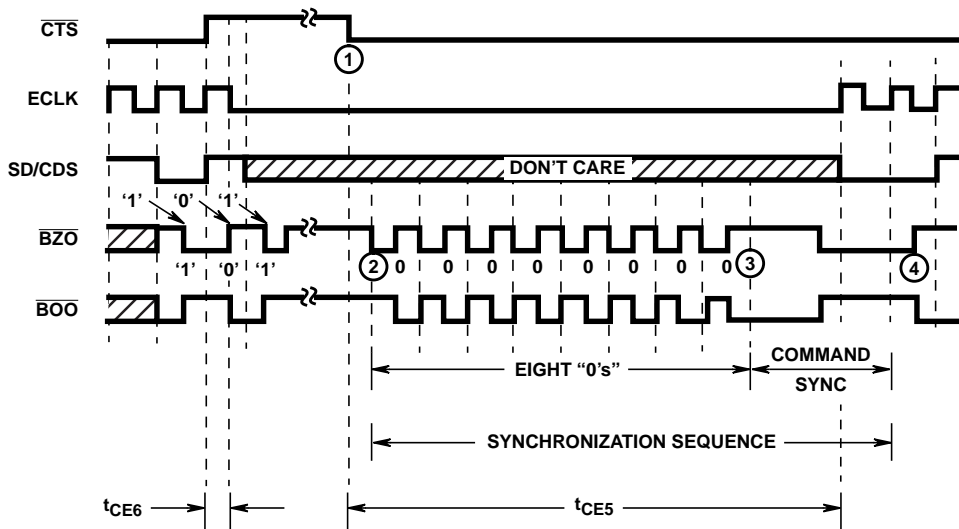 CTS
1
ECLK
SD/CDS
DON'T CARE
'1' '0' '1'
BZO
'1' '0' '1' 2 0 0 0 0 0 0 0 0 3 4
BOO
EIGHT "0's"
COMMAND
SYNC
SYNCHRONIZATION SEQUENCE
tCE6
tCE5